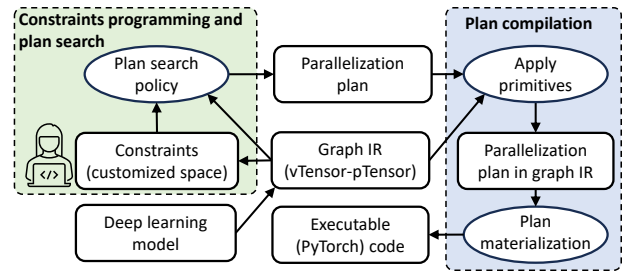 Constraints programming and
plan search
Plan compilation
Plan search
policy
Parallelization
plan
Apply
primitives
</>
Constraints
(customized space)
Graph IR
(vTensor-pTensor)
Parallelization
plan in graph IR
Deep learning
model
Executable
(PyTorch) code
Plan
materialization